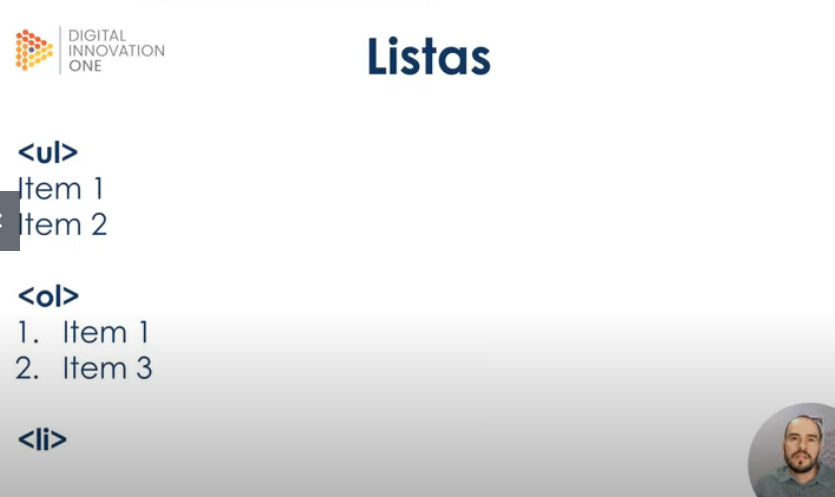 DIGITAL
INNOVATION
ONE
Listas
<ul>
Item 1
Item 2
<ol>
1. Item 1
2. Item 3
<li>